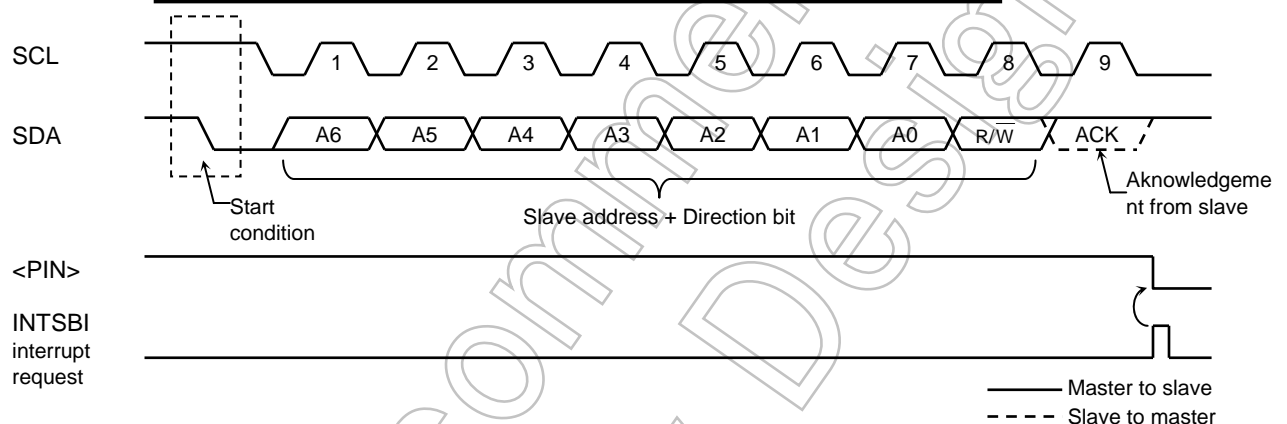 SCL
1 2 3 4 5 6 7 8 9
SDA
A6 A5 A4 A3 A2 A1 A0 R/W̅ ACK
Start
condition
Slave address + Direction bit
Aknowledgeme
nt from slave
<PIN>
INTSBI
interrupt
request
Master to slave
Slave to master